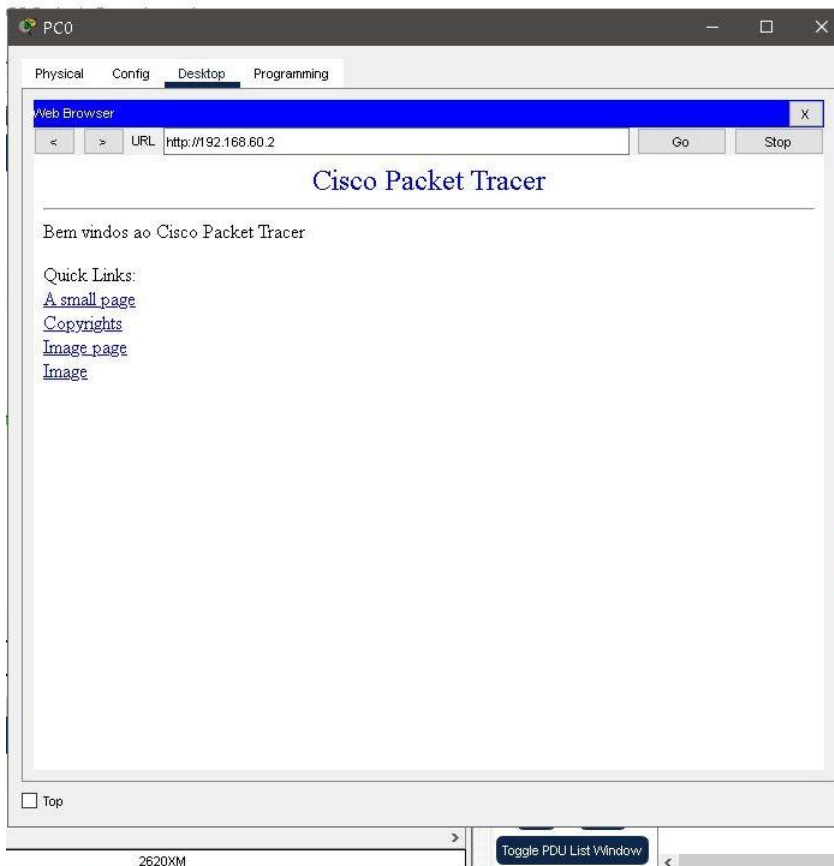 PC0
Physical Config Desktop Programming
Web Browser X
< > URL http://192.168.60.2 Go Stop
Cisco Packet Tracer
Bem vindos ao Cisco Packet Tracer
Quick Links:
A small page
Copyrights
Image page
Image
Top
2620XM
Toggle PDU List Window